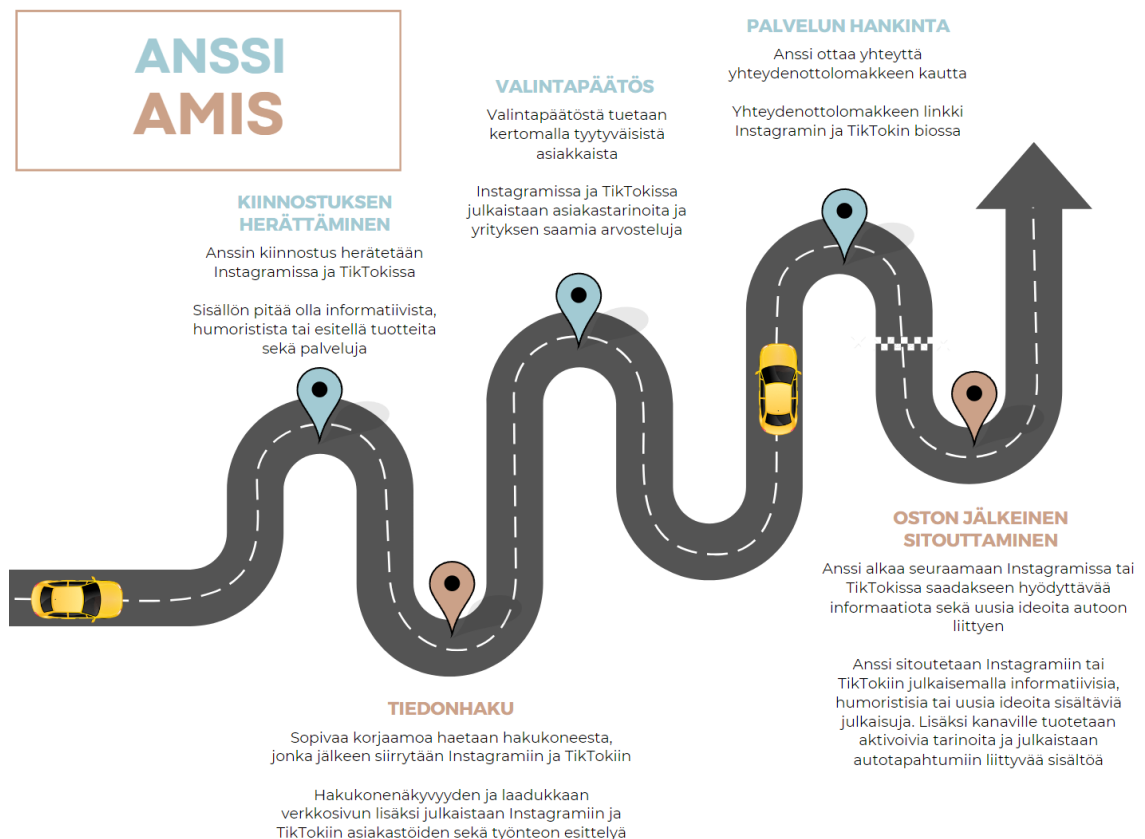 ANSSI
AMIS
KIINNOSTUKSEN
HERÄTTÄMINEN
Anssin kiinnostus herätetään
Instagramissa ja TikTokissa
Sisällön pitää olla informatiivista,
humoristista tai esitellä tuotteita
sekä palveluja
TIEDONHAKU
Sopivaa korjaamoa haetaan hakukoneesta,
jonka jälkeen siirrytään Instagramiin ja TikTokiin
Hakukonenäkyvyyden ja laadukkaan
verkkosivun lisäksi julkaistaan Instagramiin ja
TikTokiin asiakastöiden sekä työnteon esittelyä
VALINTAPÄÄTÖS
Valintapäätöstä tuetaan
kertomalla tyytyväisistä
asiakkaista
Instagramissa ja TikTokissa
julkaistaan asiakastarinoita ja
yrityksen saamia arvosteluja
PALVELUN HANKINTA
Anssi ottaa yhteyttä
yhteydenottolomakkeen kautta
Yhteydenottolomakkeen linkki
Instagramin ja TikTokin biossa
OSTON JÄLKEINEN
SITOUTTAMINEN
Anssi alkaa seuraamaan Instagramissa tai
TikTokissa saadakseen hyödyttävää
informaatiota sekä uusia ideoita autoon
liittyen
Anssi sitoutetaan Instagramiin tai
TikTokiin julkaisemalla informatiivisia,
humoristisia tai uusia ideoita sisältäviä
julkaisuja. Lisäksi kanaville tuotetaan
aktivoivia tarinoita ja julkaistaan
autotapahtumiin liittyvää sisältöä